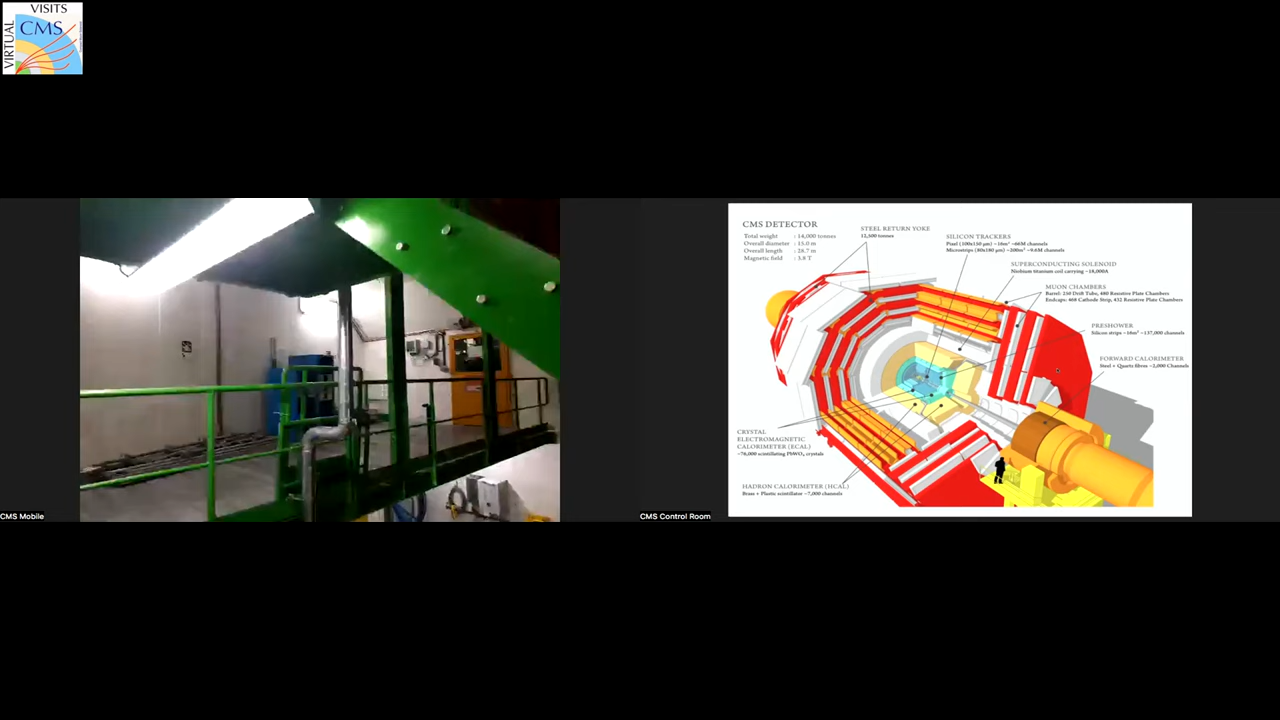 VISITS
CMS
VIRTUAL
CMS DETECTOR
Total weight : 14,000 tonnes
Overall diameter : 15.0 m
Overall length : 28.7 m
Magnetic field : 3.8 T
STEEL RETURN YOKE
12,500 tonnes
SILICON TRACKERS
Pixel (100x150 μm) ~16m² ~66M channels
Microstrips (80x180 μm) ~200m² ~9.6M channels
SUPERCONDUCTING SOLENOID
Niobium titanium coil carrying ~18,000A
MUON CHAMBERS
Barrel: 250 Drift Tube, 480 Resistive Plate Chambers
Endcaps: 468 Cathode Strip, 432 Resistive Plate Chambers
PRESHOWER
Silicon strips ~16m² ~137,000 channels
FORWARD CALORIMETER
Steel + Quartz fibres ~2,000 Channels
CRYSTAL
ELECTROMAGNETIC
CALORIMETER (ECAL)
~76,000 scintillating PbWO₄ crystals
HADRON CALORIMETER (HCAL)
Brass + Plastic scintillator ~7,000 channels
CMS Mobile
CMS Control Room